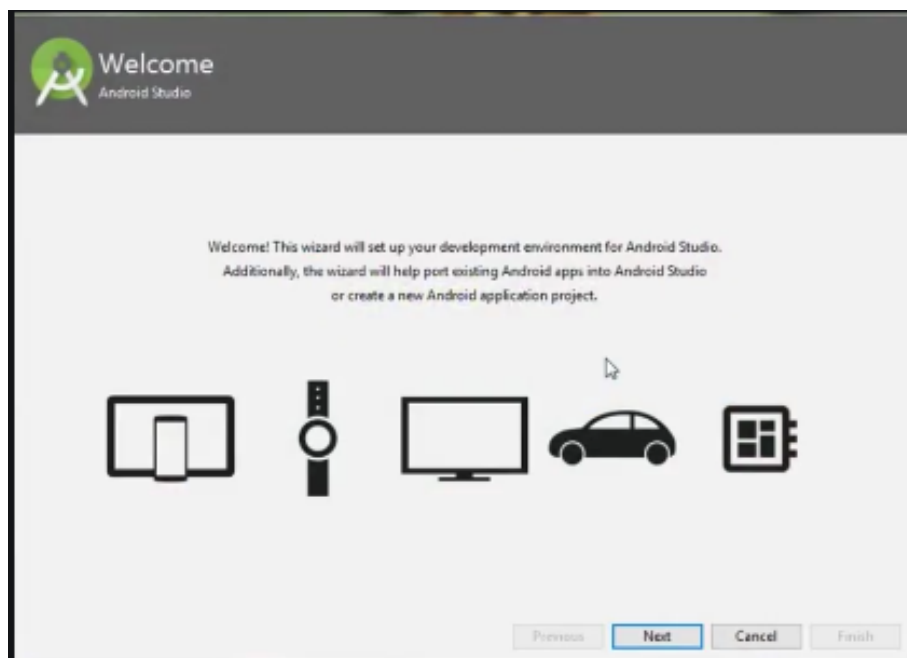 Welcome
Android Studio
Welcome! This wizard will set up your development environment for Android Studio.
Additionally, the wizard will help port existing Android apps into Android Studio
or create a new Android application project.
Previous Next Cancel Finish